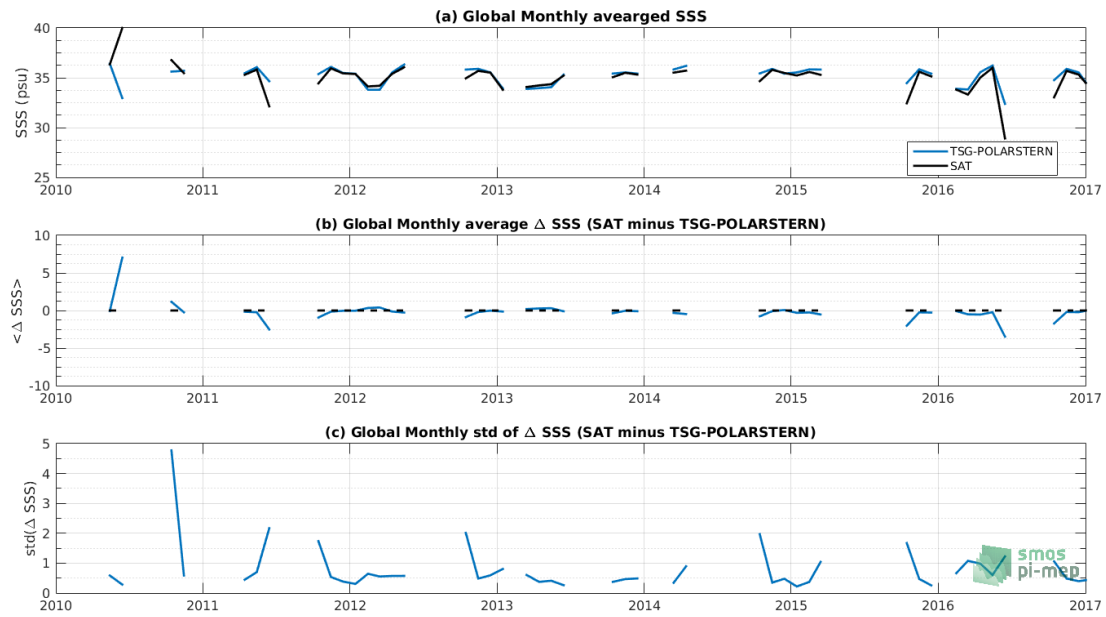 (a) Global Monthly avearged SSS
SSS (psu)
40
35
30
25
TSG-POLARSTERN
SAT
2010 2011 2012 2013 2014 2015 2016 2017
(b) Global Monthly average Δ SSS (SAT minus TSG-POLARSTERN)
<Δ SSS>
10
5
0
-5
-10
2010 2011 2012 2013 2014 2015 2016 2017
(c) Global Monthly std of Δ SSS (SAT minus TSG-POLARSTERN)
std(Δ SSS)
5
4
3
2
1
0
smos
pi-mep
2010 2011 2012 2013 2014 2015 2016 2017